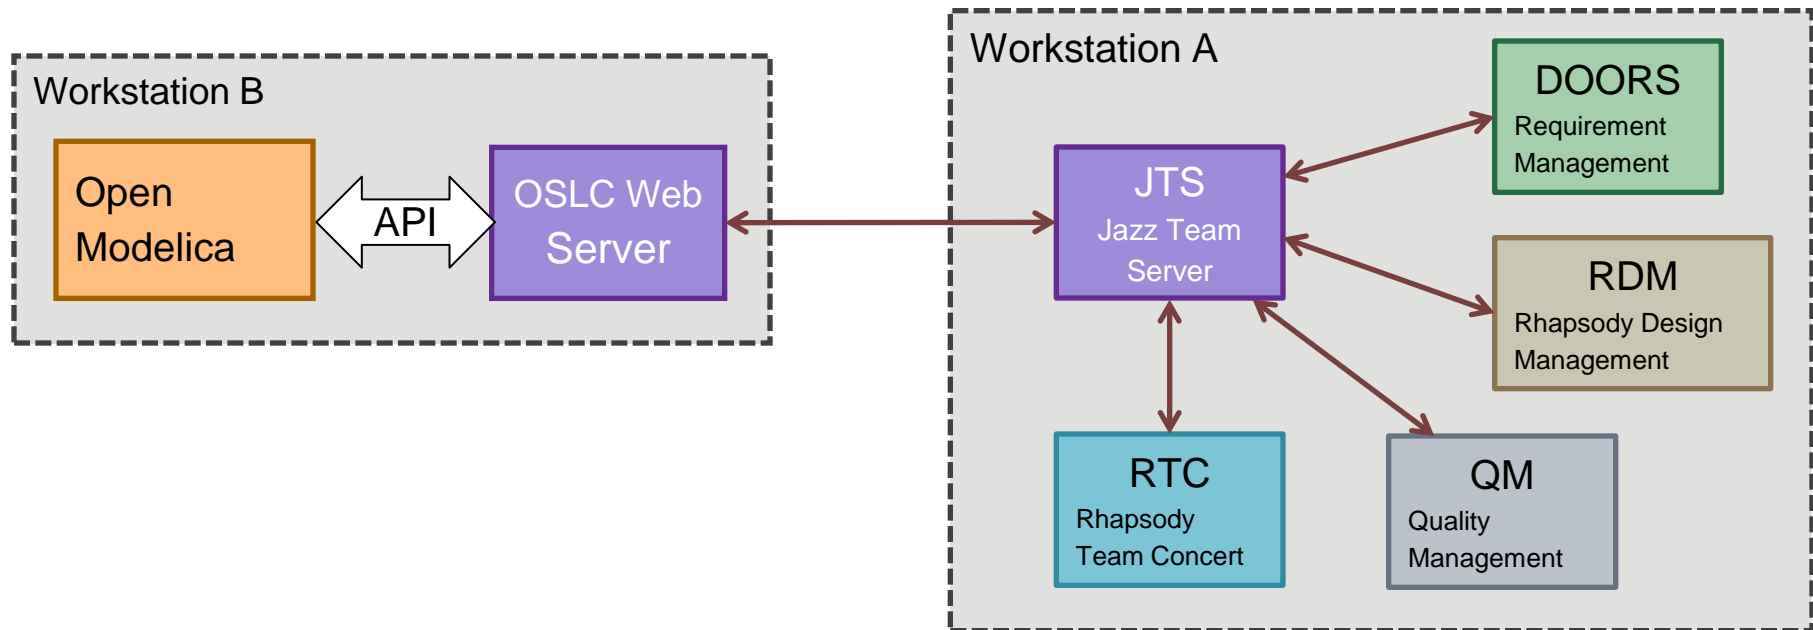 Workstation B
Open
Modelica
API
OSLC Web
Server
Workstation A
JTS
Jazz Team
Server
DOORS
Requirement
Management
RDM
Rhapsody Design
Management
RTC
Rhapsody
Team Concert
QM
Quality
Management